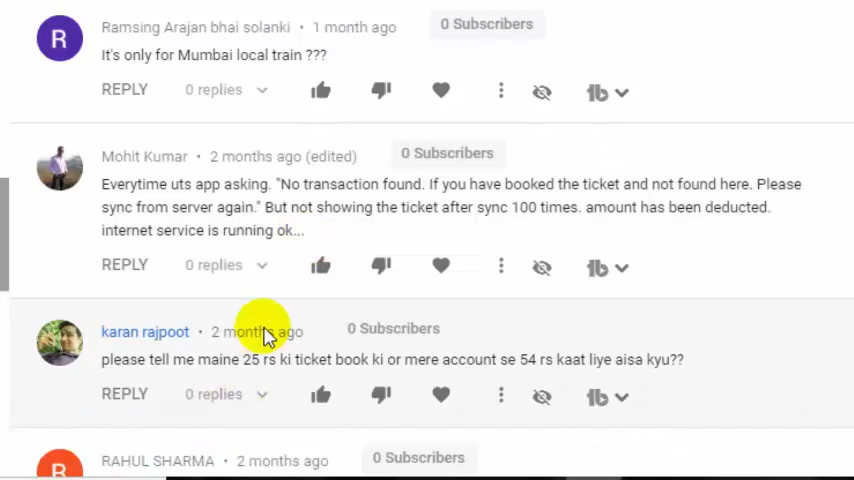 R Ramsing Arajan bhai solanki • 1 month ago 0 Subscribers
It's only for Mumbai local train ???
REPLY 0 replies
Mohit Kumar • 2 months ago (edited) 0 Subscribers
Everytime uts app asking. "No transaction found. If you have booked the ticket and not found here. Please
sync from server again." But not showing the ticket after sync 100 times. amount has been deducted.
internet service is running ok...
REPLY 0 replies
karan rajpoot • 2 months ago 0 Subscribers
please tell me maine 25 rs ki ticket book ki or mere account se 54 rs kaat liye aisa kyu??
REPLY 0 replies
R RAHUL SHARMA • 2 months ago 0 Subscribers